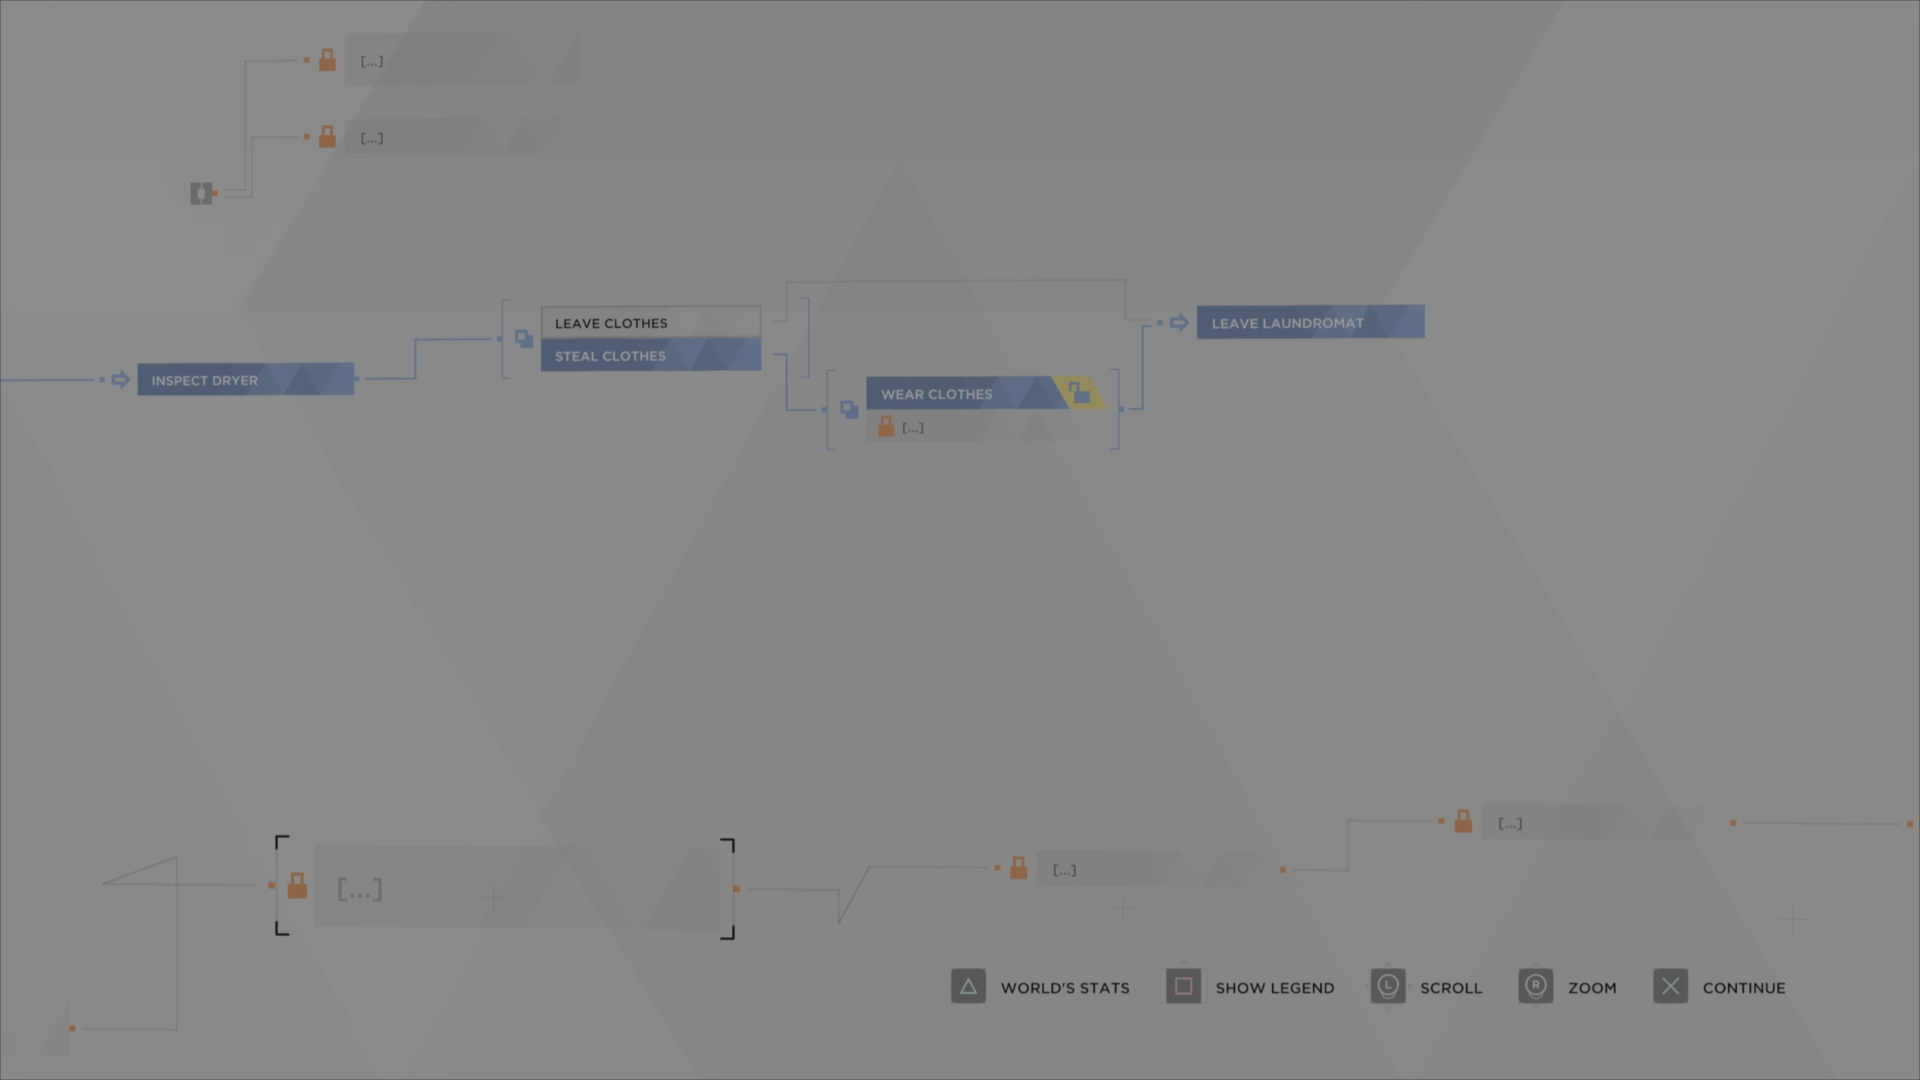 [...]
[...]
LEAVE CLOTHES
STEAL CLOTHES
LEAVE LAUNDROMAT
INSPECT DRYER
WEAR CLOTHES
[...]
[...]
[...]
[...]
WORLD'S STATS
SHOW LEGEND
L SCROLL
R ZOOM
CONTINUE